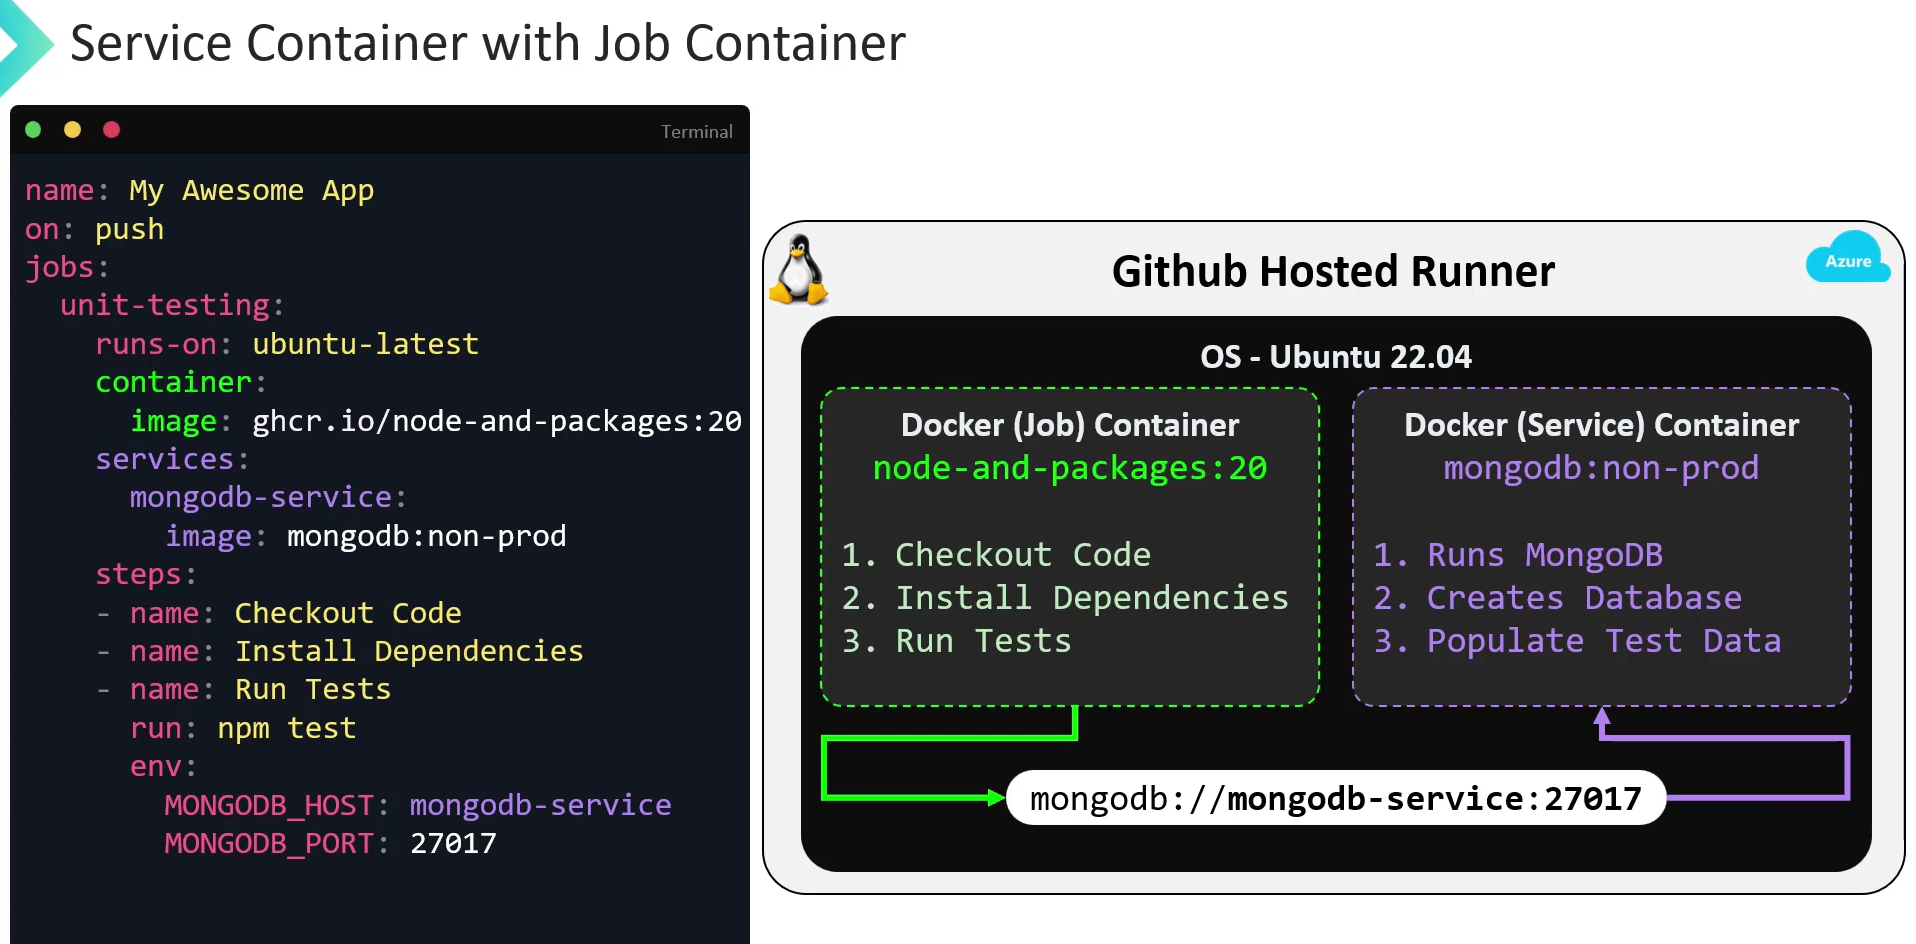 Service Container with Job Container
Terminal
name: My Awesome App
on: push
jobs:
unit-testing:
runs-on: ubuntu-latest
container:
image: ghcr.io/node-and-packages:20
services:
mongodb-service:
image: mongodb:non-prod
steps:
- name: Checkout Code
- name: Install Dependencies
- name: Run Tests
run: npm test
env:
MONGODB_HOST: mongodb-service
MONGODB_PORT: 27017
Github Hosted Runner
Azure
OS - Ubuntu 22.04
Docker (Job) Container
node-and-packages:20
1. Checkout Code
2. Install Dependencies
3. Run Tests
Docker (Service) Container
mongodb:non-prod
1. Runs MongoDB
2. Creates Database
3. Populate Test Data
mongodb://mongodb-service:27017